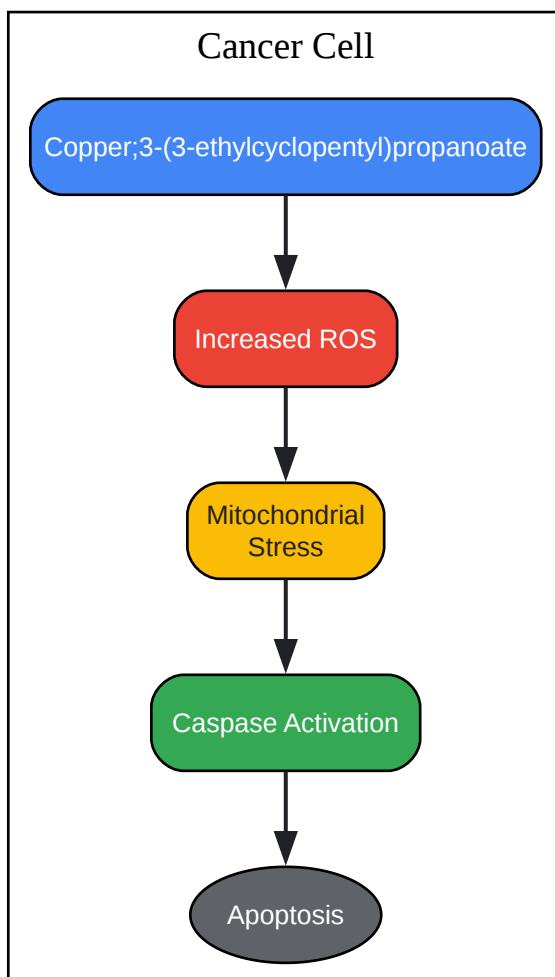 Cancer Cell
Copper;3-(3-ethylcyclopentyl)propanoate
Increased ROS
Mitochondrial
Stress
Caspase Activation
Apoptosis